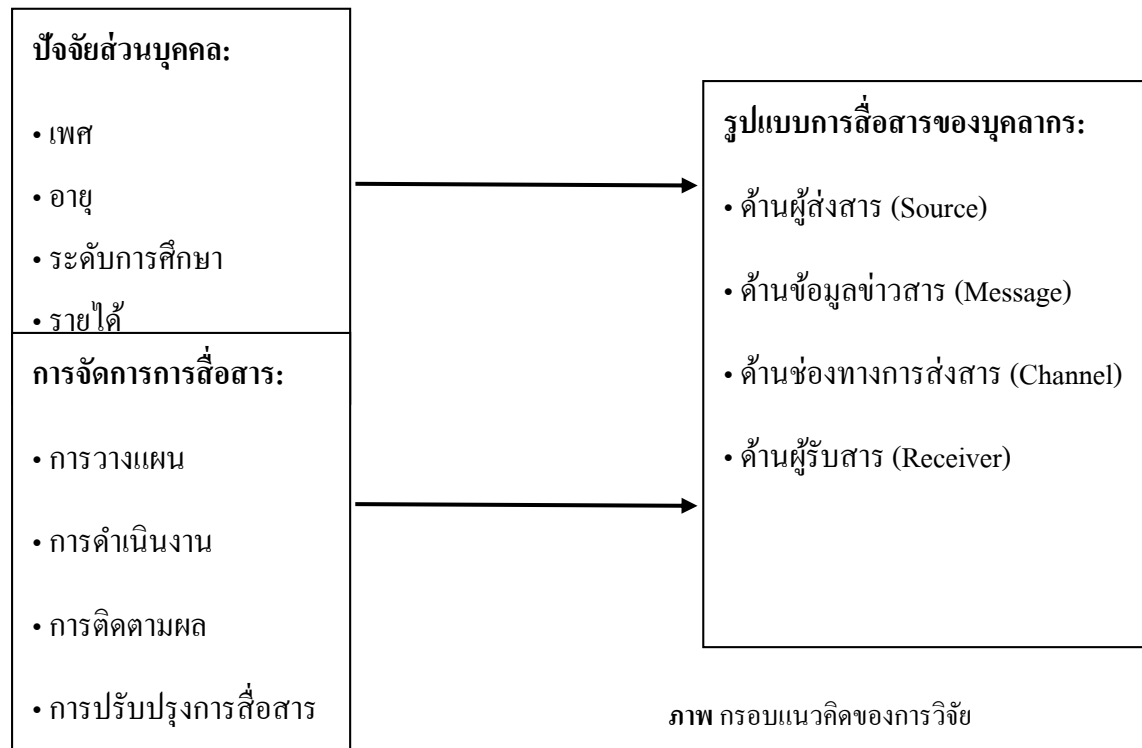 ปัจจัยส่วนบุคคล:
• เพศ
• อายุ
• ระดับการศึกษา
• รายได้
การจัดการการสื่อสาร:
• การวางแผน
• การดำเนินงาน
• การติดตามผล
• การปรับปรุงการสื่อสาร
รูปแบบการสื่อสารของบุคลากร:
• ด้านผู้ส่งสาร (Source)
• ด้านข้อมูลข่าวสาร (Message)
• ด้านช่องทางการส่งสาร (Channel)
• ด้านผู้รับสาร (Receiver)
ภาพ กรอบแนวคิดของการวิจัย